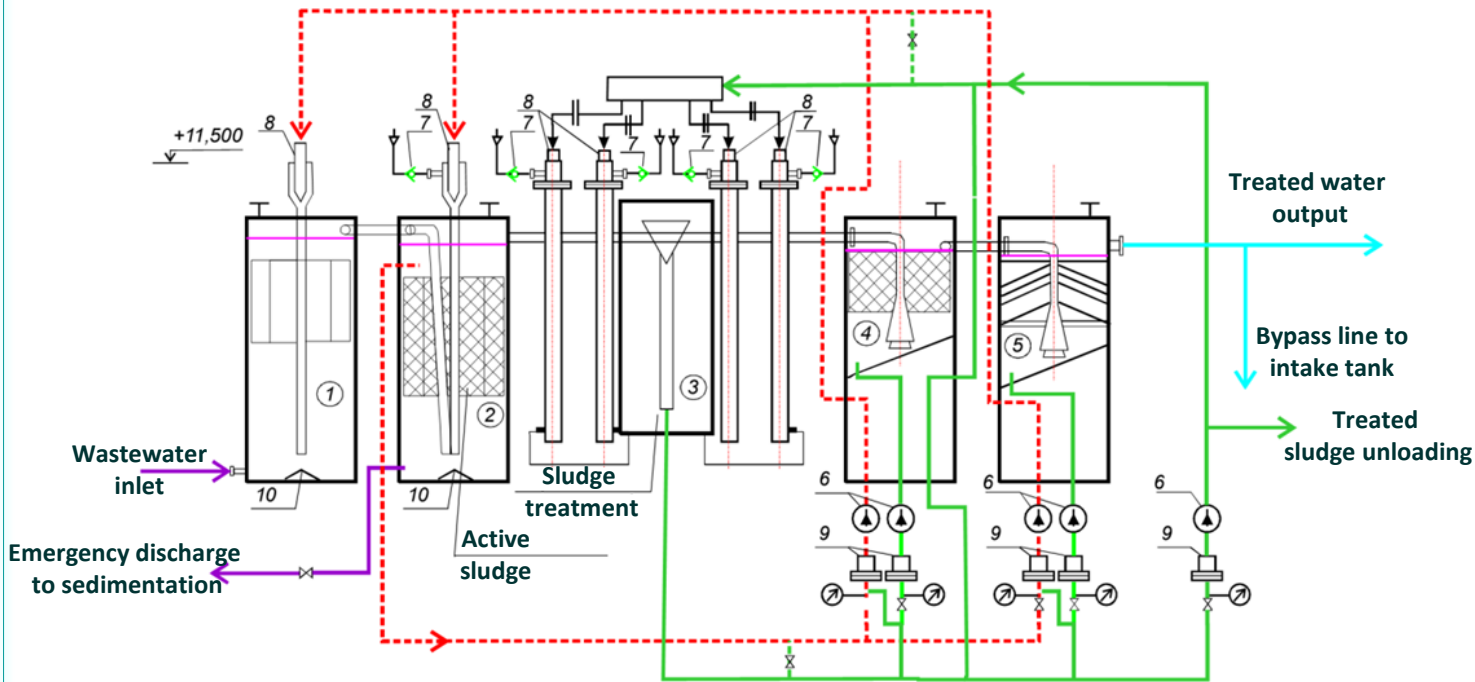 8
8
8
8
7
7
7
7
7
+11,500
Treated water
output
Bypass line to
intake tank
1
2
3
4
5
Treated
sludge unloading
Wastewater
inlet
10
10
Sludge
treatment
6
6
6
Active
sludge
9
9
9
Emergency discharge
to sedimentation